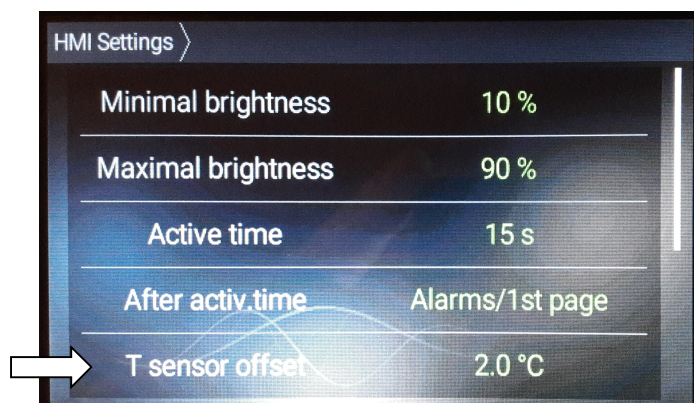 HMI Settings
Minimal brightness 10 %
Maximal brightness 90 %
Active time 15 s
After activ.time Alarms/1st page
T sensor offset 2.0 °C